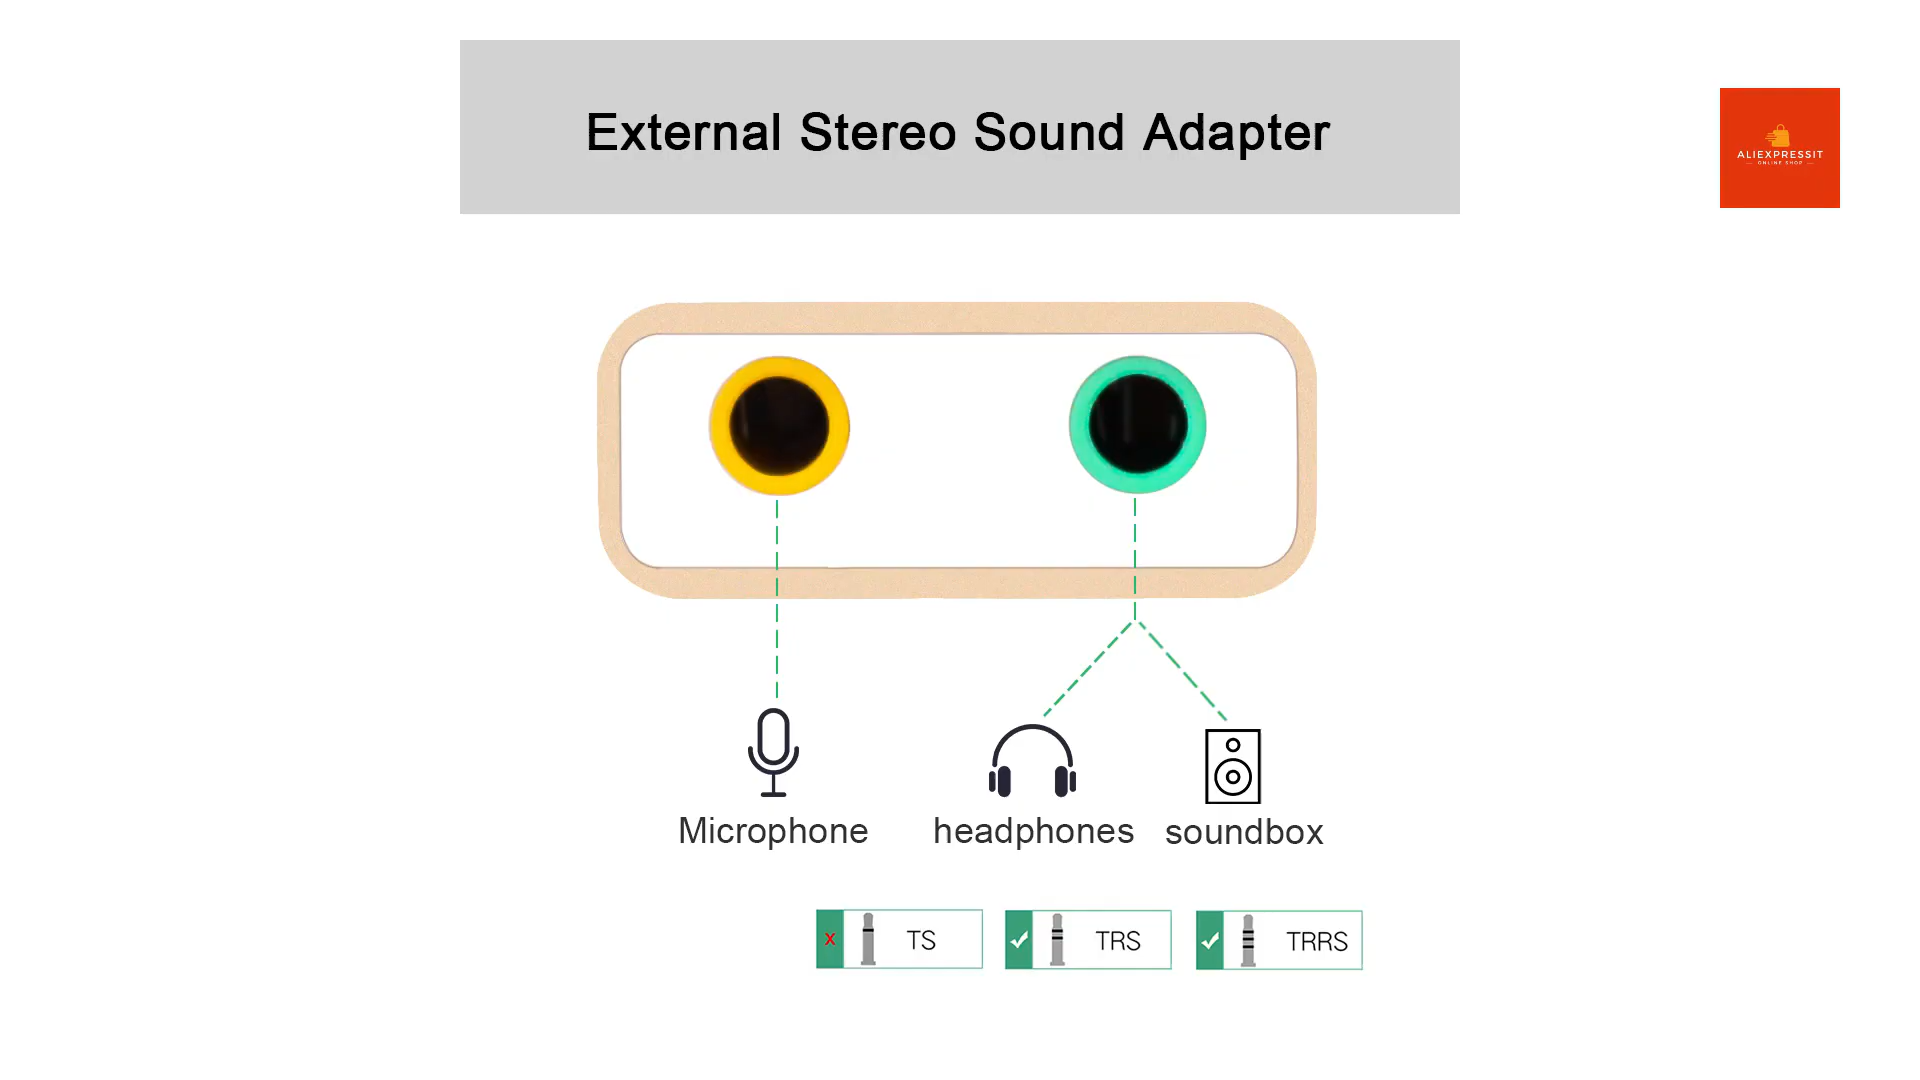 External Stereo Sound Adapter
ALIEXPRESSIT
ONLINE SHOP
Microphone
headphones
soundbox
X
TS
TRS
TRRS